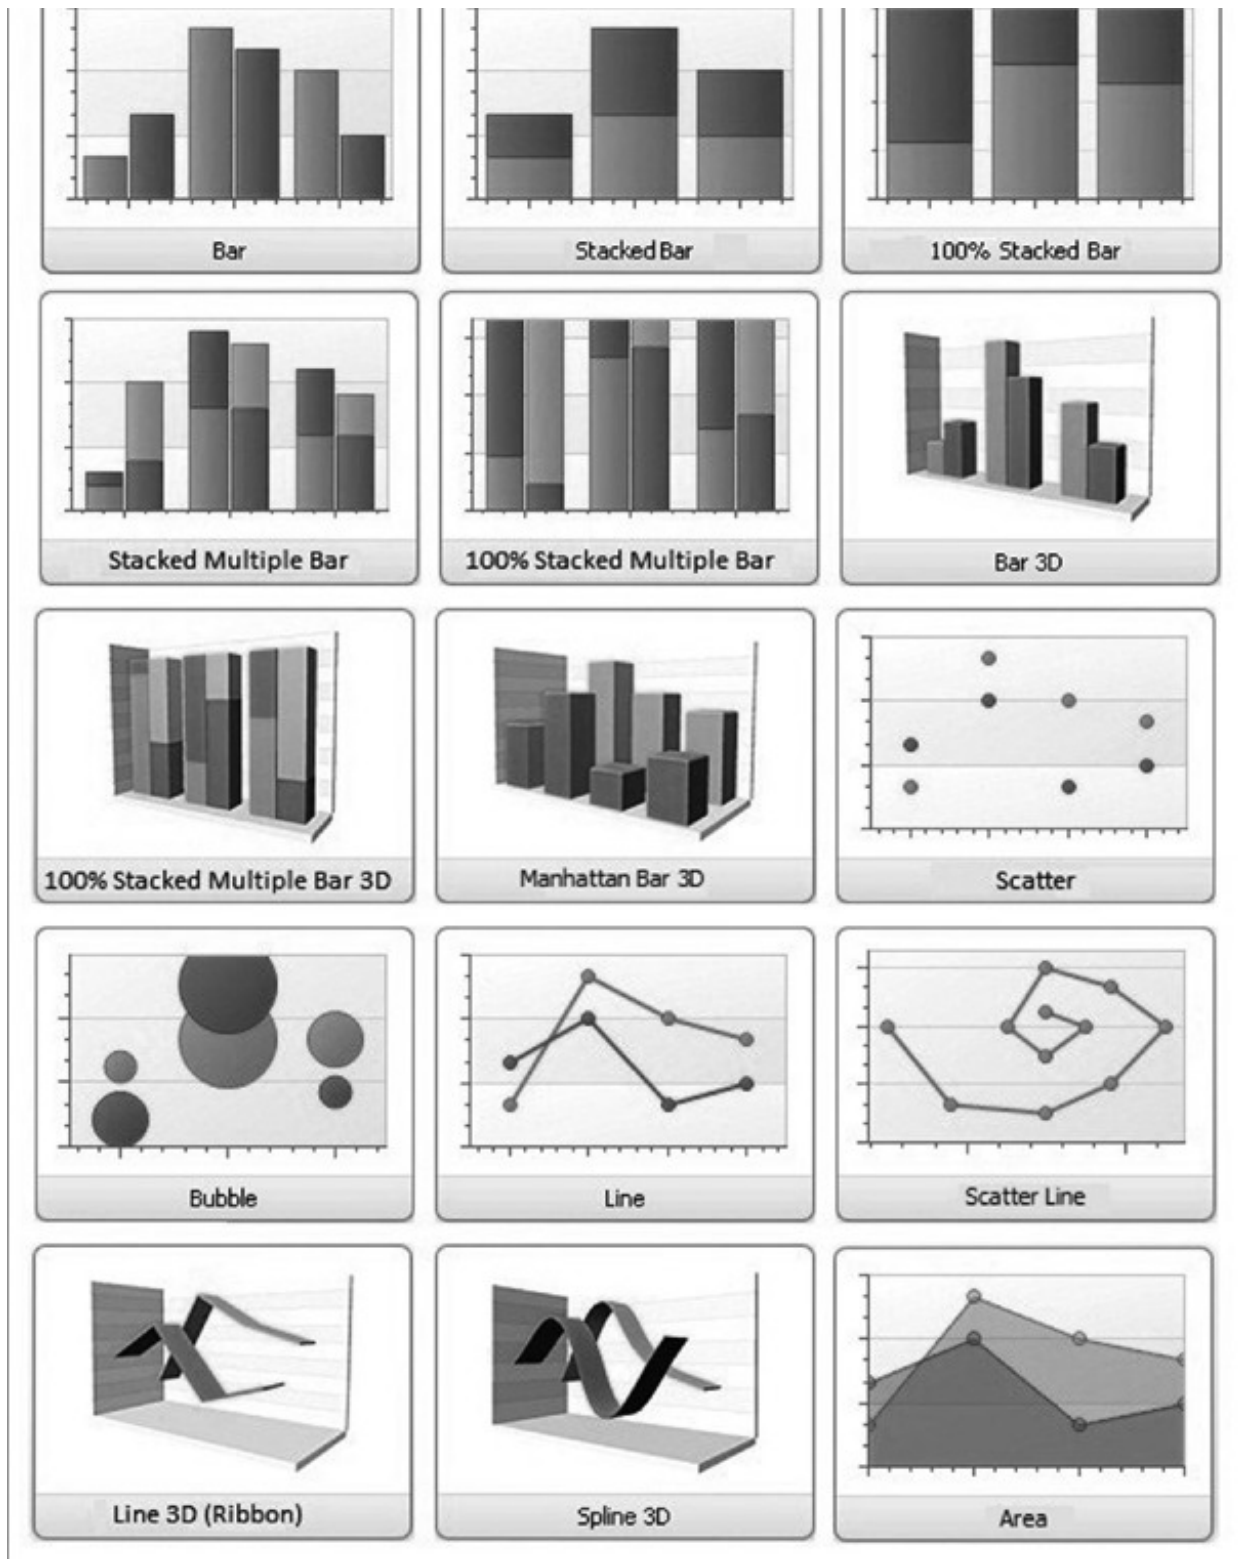 Bar
Stacked Bar
100% Stacked Bar
Stacked Multiple Bar
100% Stacked Multiple Bar
Bar 3D
100% Stacked Multiple Bar 3D
Manhattan Bar 3D
Scatter
Bubble
Line
Scatter Line
Line 3D (Ribbon)
Spline 3D
Area